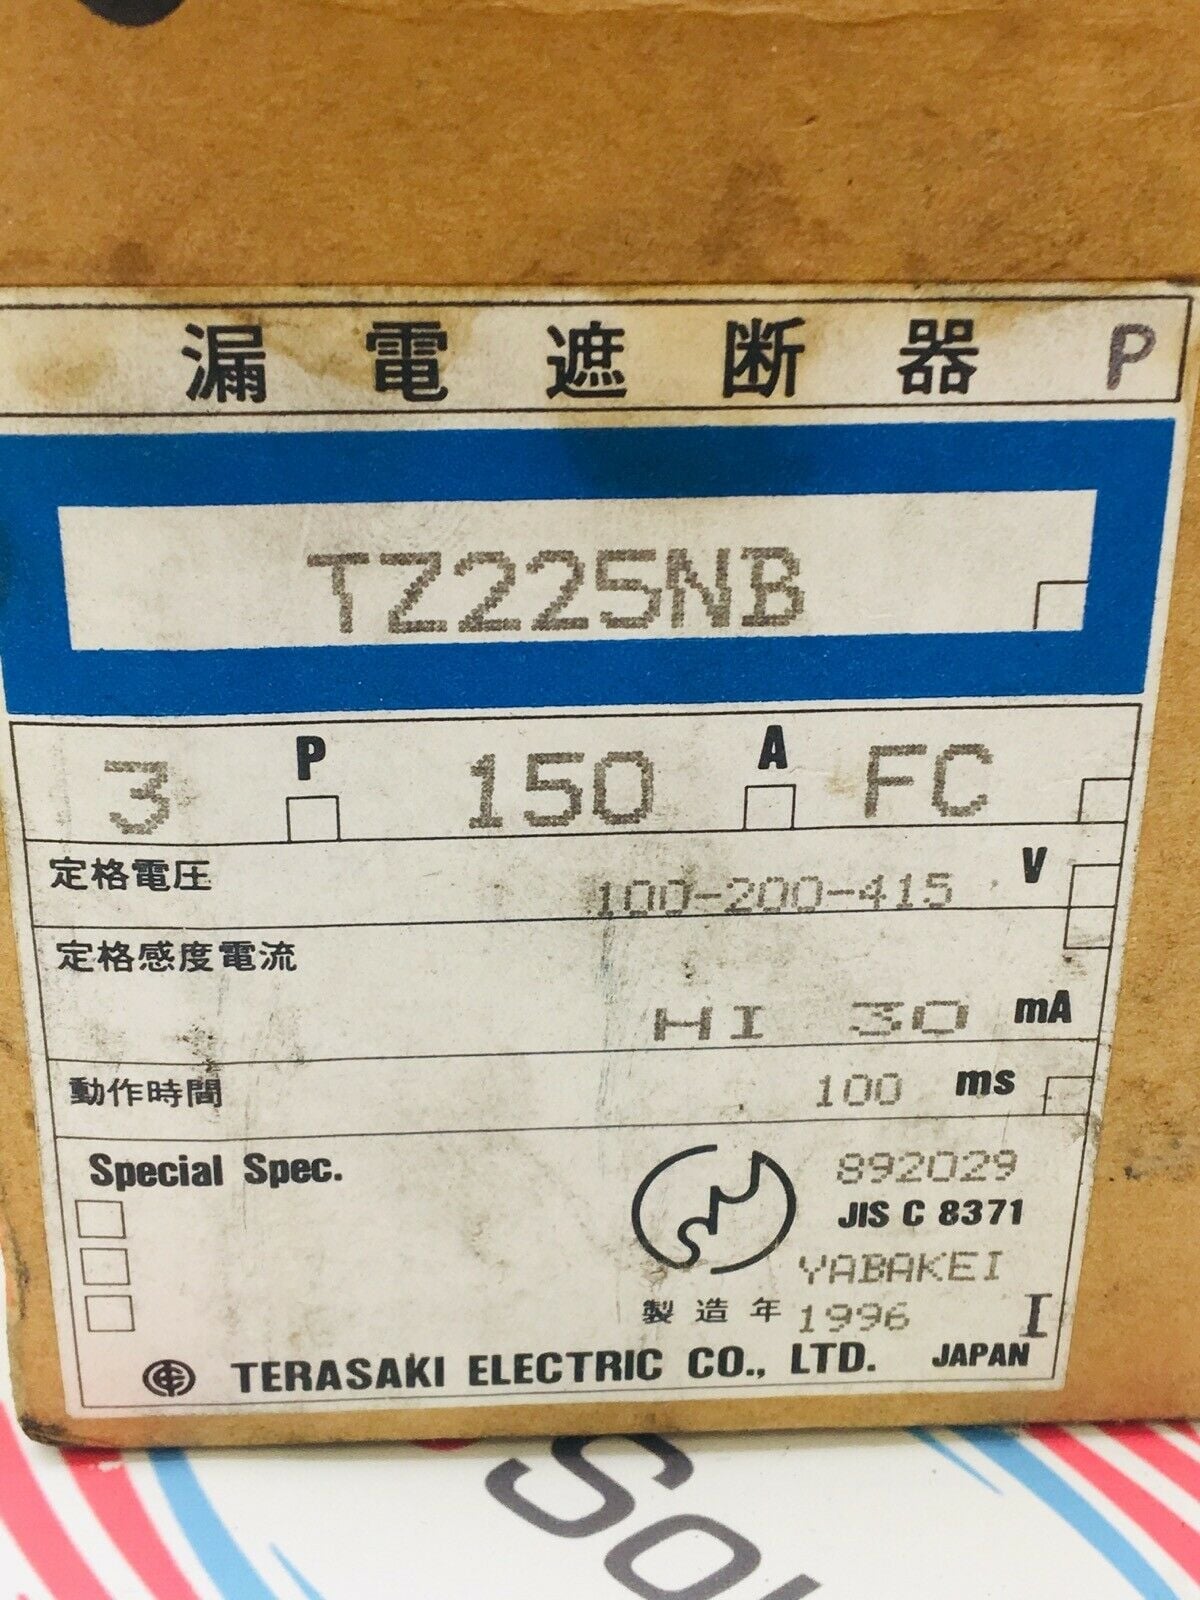 漏電遮断器 P
TZ225NB
3 P 150 A FC
定格電圧 100-200-415 V
定格感度電流
HI 30 mA
動作時間 100 ms
Special Spec.
892029
JIS C 8371
YABAKEI
製造年 1996 I
TERASAKI ELECTRIC CO., LTD. JAPAN